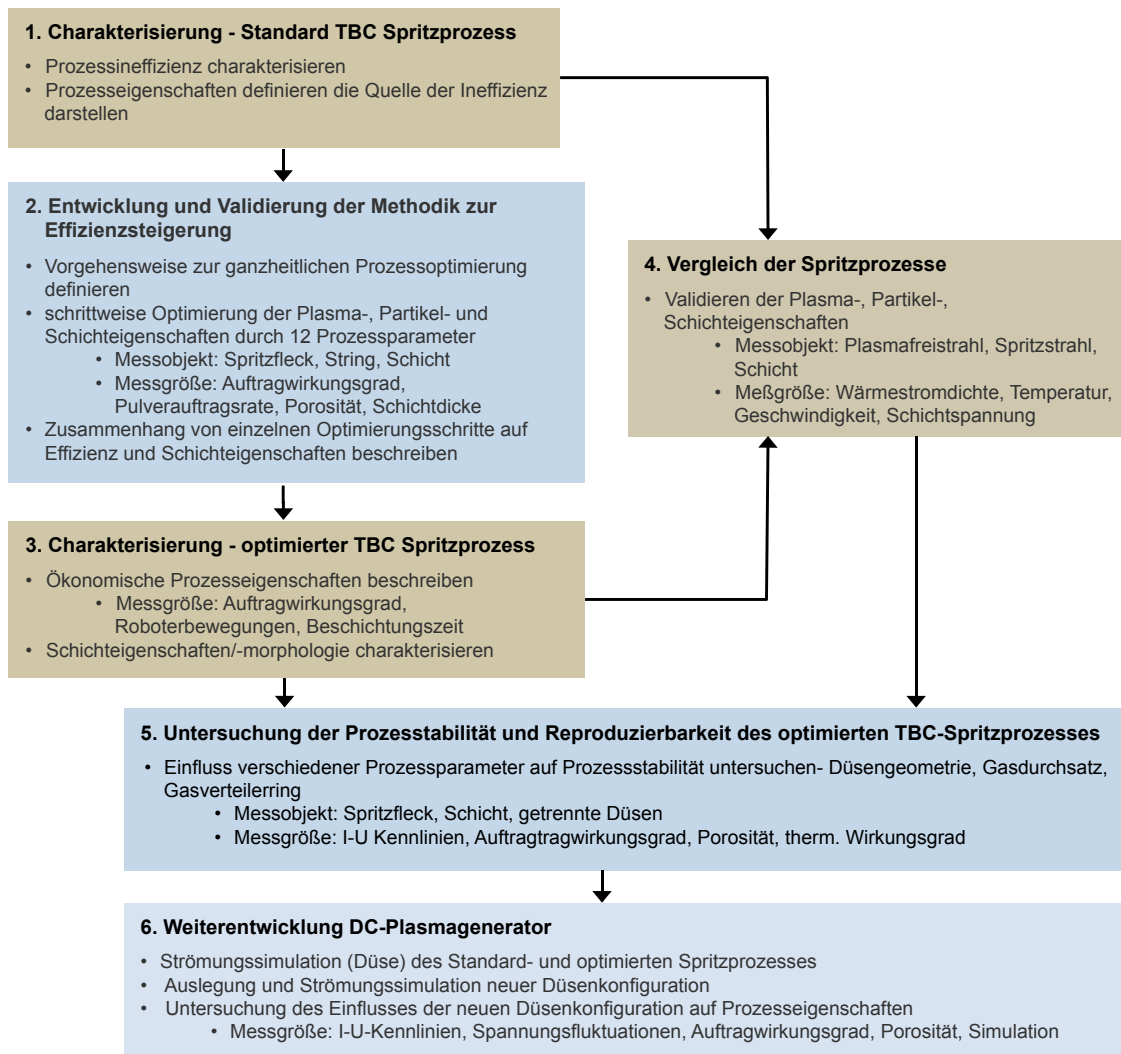 1. Charakterisierung - Standard TBC Spritzprozess
• Prozessineffizienz charakterisieren
• Prozesseigenschaften definieren die Quelle der Ineffizienz
darstellen
2. Entwicklung und Validierung der Methodik zur
Effizienzsteigerung
• Vorgehensweise zur ganzheitlichen Prozessoptimierung
definieren
• schrittweise Optimierung der Plasma-, Partikel- und
Schichteigenschaften durch 12 Prozessparameter
• Messobjekt: Spritzfleck, String, Schicht
• Messgröße: Auftragwirkungsgrad,
Pulverauftragsrate, Porosität, Schichtdicke
• Zusammenhang von einzelnen Optimierungsschritte auf
Effizienz und Schichteigenschaften beschreiben
3. Charakterisierung - optimierter TBC Spritzprozess
• Ökonomische Prozesseigenschaften beschreiben
• Messgröße: Auftragwirkungsgrad,
Roboterbewegungen, Beschichtungszeit
• Schichteigenschaften/-morphologie charakterisieren
4. Vergleich der Spritzprozesse
• Validieren der Plasma-, Partikel-,
Schichteigenschaften
• Messobjekt: Plasmafreistrahl, Spritzstrahl,
Schicht
• Meßgröße: Wärmestromdichte, Temperatur,
Geschwindigkeit, Schichtspannung
5. Untersuchung der Prozesstabilität und Reproduzierbarkeit des optimierten TBC-Spritzprozesses
• Einfluss verschiedener Prozessparameter auf Prozessstabilität untersuchen- Düsengeometrie, Gasdurchsatz,
Gasverteilerring
• Messobjekt: Spritzfleck, Schicht, getrennte Düsen
• Messgröße: I-U Kennlinien, Auftragtragwirkungsgrad, Porosität, therm. Wirkungsgrad
6. Weiterentwicklung DC-Plasmagenerator
• Strömungssimulation (Düse) des Standard- und optimierten Spritzprozesses
• Auslegung und Strömungssimulation neuer Düsenkonfiguration
• Untersuchung des Einflusses der neuen Düsenkonfiguration auf Prozesseigenschaften
• Messgröße: I-U-Kennlinien, Spannungsfluktuationen, Auftragwirkungsgrad, Porosität, Simulation